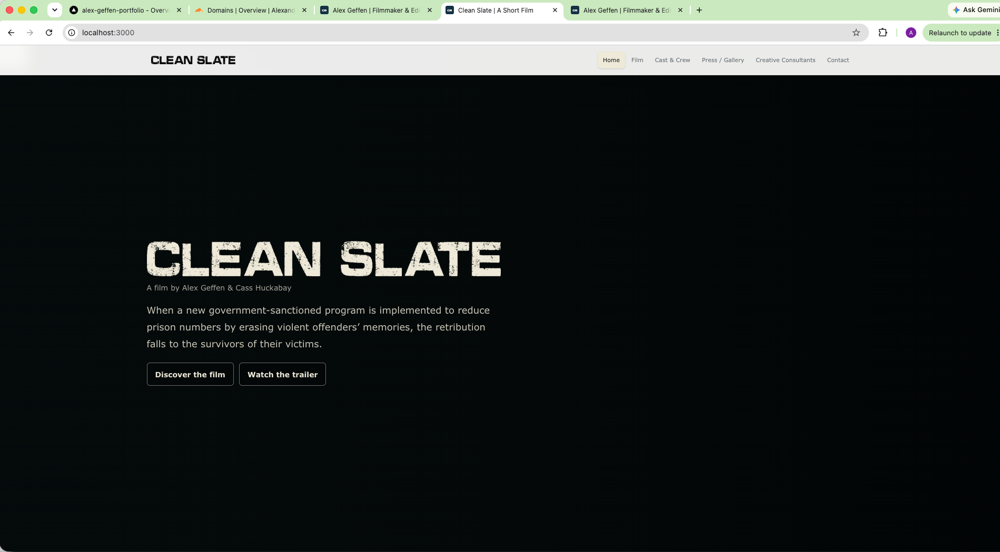 alex-geffen-portfolio - Overvi
Domains | Overview | Alexand
Alex Geffen | Filmmaker & Edi
Clean Slate | A Short Film
Alex Geffen | Filmmaker & Edi
Ask Gemini
localhost:3000
A
Relaunch to update
CLEAN SLATE
Home
Film
Cast & Crew
Press / Gallery
Creative Consultants
Contact
CLEAN SLATE
A film by Alex Geffen & Cass Huckabay
When a new government-sanctioned program is implemented to reduce
prison numbers by erasing violent offenders’ memories, the retribution
falls to the survivors of their victims.
Discover the film
Watch the trailer